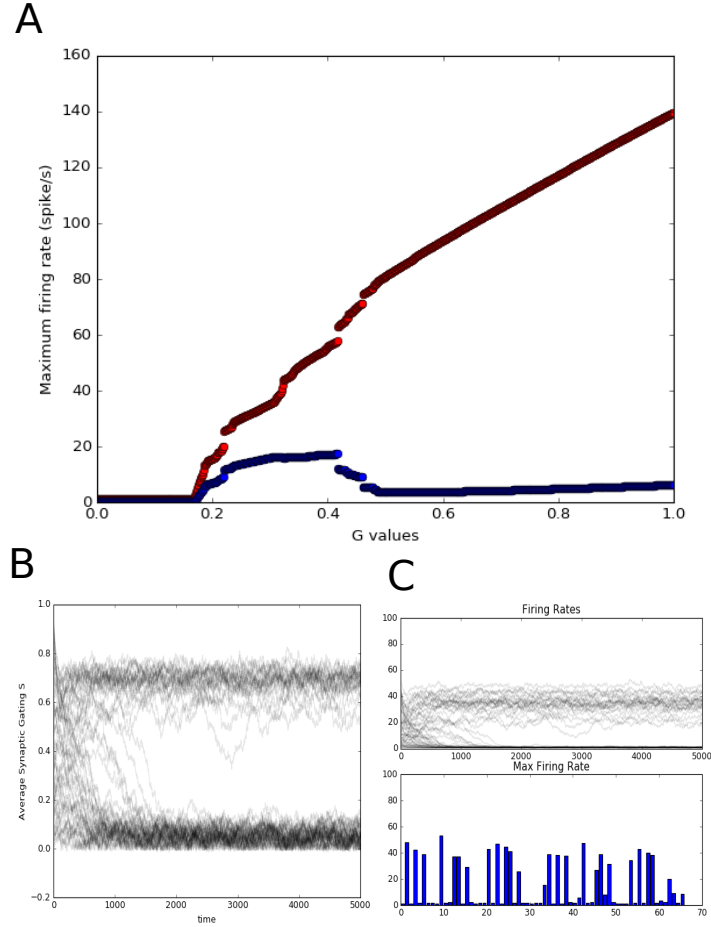 A
160
140
120
100
80
60
40
20
0
Maximum firing rate (spike/s)
0.0 0.2 0.4 0.6 0.8 1.0
G values
B
1.0
0.8
0.6
0.4
0.2
0.0
−0.2
Average Synaptic Gating S
0 1000 2000 3000 4000 5000
time
C
Firing Rates
100
80
60
40
20
0
0 1000 2000 3000 4000 5000
Max Firing Rate
100
80
60
40
20
0
0 10 20 30 40 50 60 70